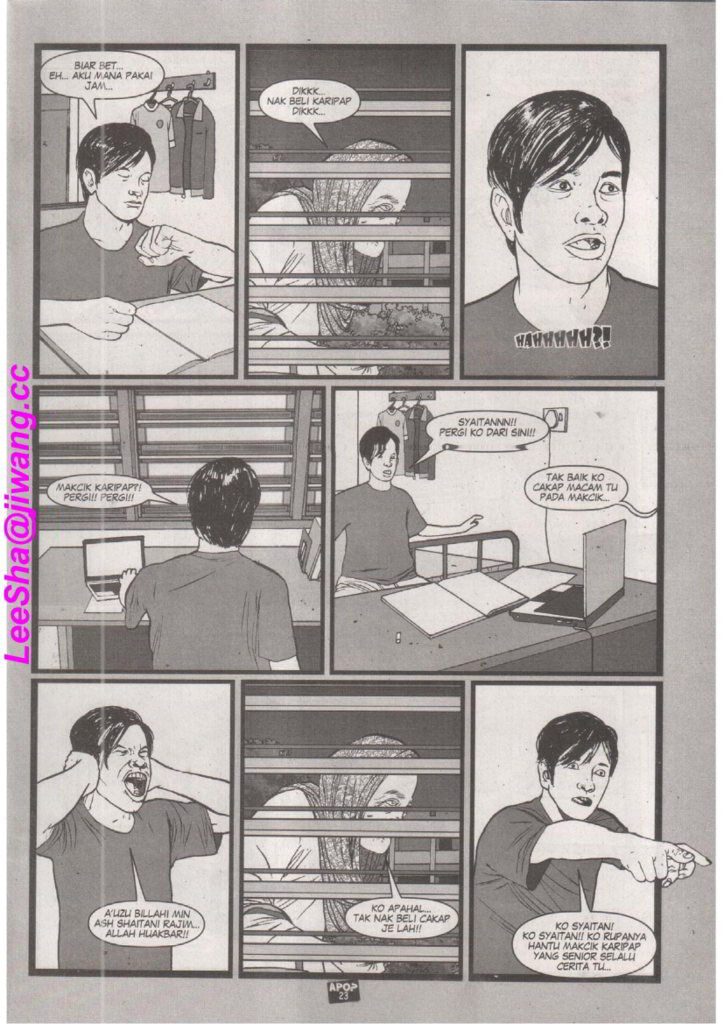 BIAR BET...
EH... AKU MANA PAKAI
JAM...
DIKKK...
NAK BELI KARIPAP
DIKKK...
HAHHHHH?!
MAKCIK KARIPAP?!
PERGI!! PERGI!!
SYAITANNN!!
PERGI KO DARI SINI!!!
TAK BAIK KO
CAKAP MACAM TU
PADA MAKCIK...
A'UZU BILLAHI MIN
ASH SHAITANI RAJIM...
ALLAH HUAKBAR!!
KO APAHAL...
TAK NAK BELI CAKAP
JE LAH!!
KO SYAITAN!
KO SYAITAN!! KO RUPANYA
HANTU MAKCIK KARIPAP
YANG SENIOR SELALU
CERITA TU...
APOP
23
LeeSha@jiwang.cc